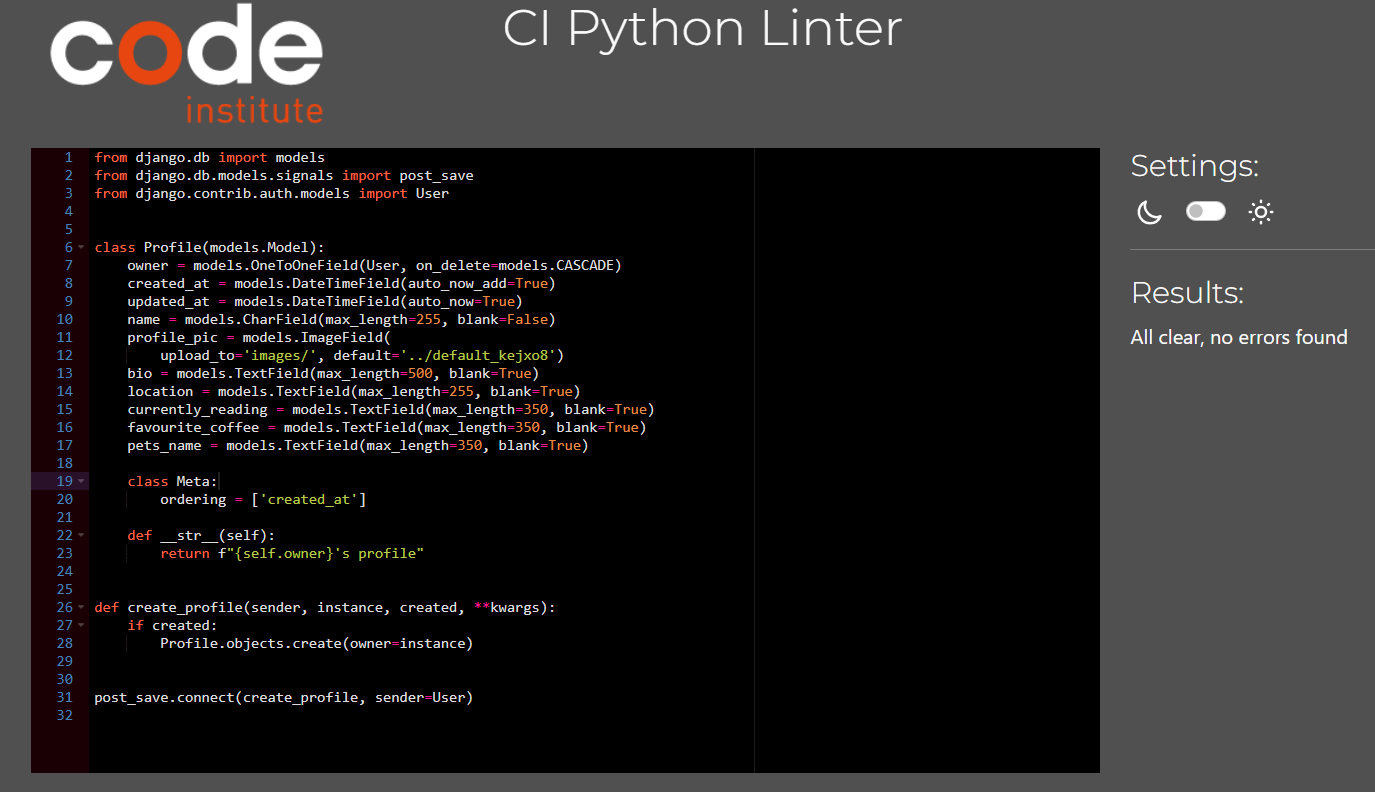 code
institute
CI Python Linter
1 from django.db import models
2 from django.db.models.signals import post_save
3 from django.contrib.auth.models import User
4
5
6 class Profile(models.Model):
7     owner = models.OneToOneField(User, on_delete=models.CASCADE)
8     created_at = models.DateTimeField(auto_now_add=True)
9     updated_at = models.DateTimeField(auto_now=True)
10     name = models.CharField(max_length=255, blank=False)
11     profile_pic = models.ImageField(
12         upload_to='images/', default='../default_kejxo8')
13     bio = models.TextField(max_length=500, blank=True)
14     location = models.TextField(max_length=255, blank=True)
15     currently_reading = models.TextField(max_length=350, blank=True)
16     favourite_coffee = models.TextField(max_length=350, blank=True)
17     pets_name = models.TextField(max_length=350, blank=True)
18
19     class Meta:
20         ordering = ['created_at']
21
22     def __str__(self):
23         return f"{self.owner}'s profile"
24
25
26 def create_profile(sender, instance, created, **kwargs):
27     if created:
28         Profile.objects.create(owner=instance)
29
30
31 post_save.connect(create_profile, sender=User)
32
Settings:
Results:
All clear, no errors found